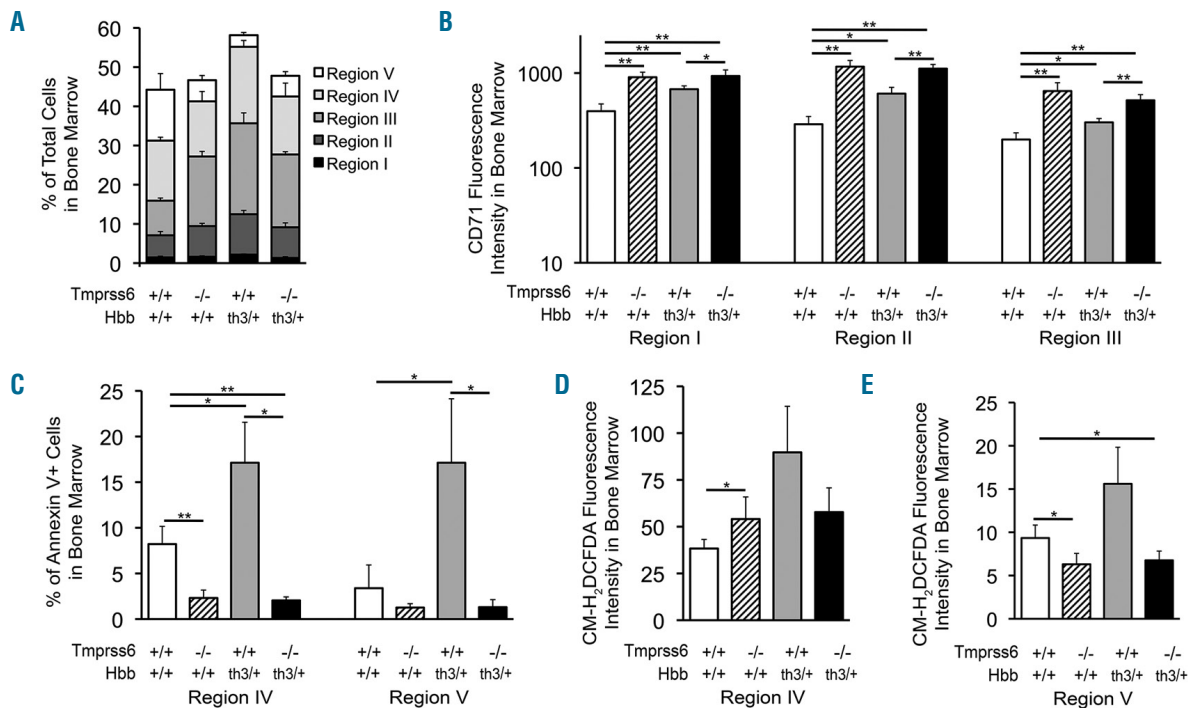 A
% of Total Cells
in Bone Marrow
60
50
40
30
20
10
0
Region V
Region IV
Region III
Region II
Region I
Tmprss6 +/+ -/- +/+ -/-
Hbb +/+ +/+ th3/+ th3/+
B
CD71 Fluorescence
Intensity in Bone Marrow
1000
100
10
** ** ** *
** * ** **
** * ** **
Tmprss6 +/+ -/- +/+ -/- +/+ -/- +/+ -/- +/+ -/- +/+ -/-
Hbb +/+ +/+ th3/+ th3/+ +/+ +/+ th3/+ th3/+ +/+ +/+ th3/+ th3/+
Region I Region II Region III
C
% of Annexin V+ Cells
in Bone Marrow
25
20
15
10
5
0
** * * **
* *
Tmprss6 +/+ -/- +/+ -/- +/+ -/- +/+ -/-
Hbb +/+ +/+ th3/+ th3/+ +/+ +/+ th3/+ th3/+
Region IV Region V
D
CM-H₂DCFDA Fluorescence
Intensity in Bone Marrow
125
100
75
50
25
0
*
Tmprss6 +/+ -/- +/+ -/-
Hbb +/+ +/+ th3/+ th3/+
Region IV
E
CM-H₂DCFDA Fluorescence
Intensity in Bone Marrow
25
20
15
10
5
0
*
*
Tmprss6 +/+ -/- +/+ -/-
Hbb +/+ +/+ th3/+ th3/+
Region V